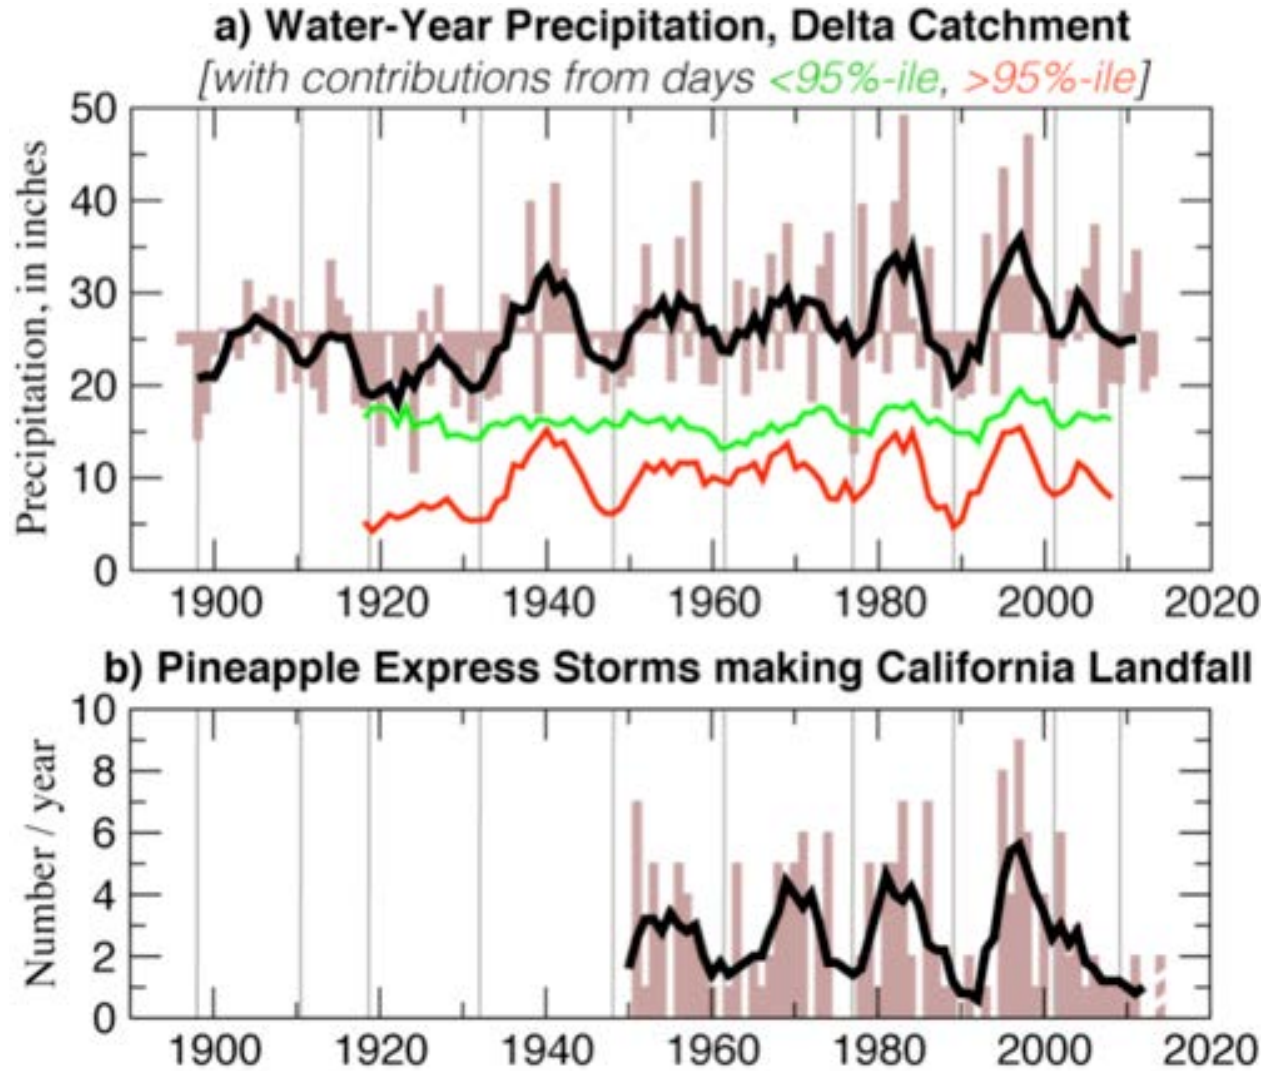 a) Water-Year Precipitation, Delta Catchment
[with contributions from days <95%-ile, >95%-ile]
Precipitation, in inches
50
40
30
20
10
0
1900 1920 1940 1960 1980 2000 2020
b) Pineapple Express Storms making California Landfall
Number / year
10
8
6
4
2
0
1900 1920 1940 1960 1980 2000 2020